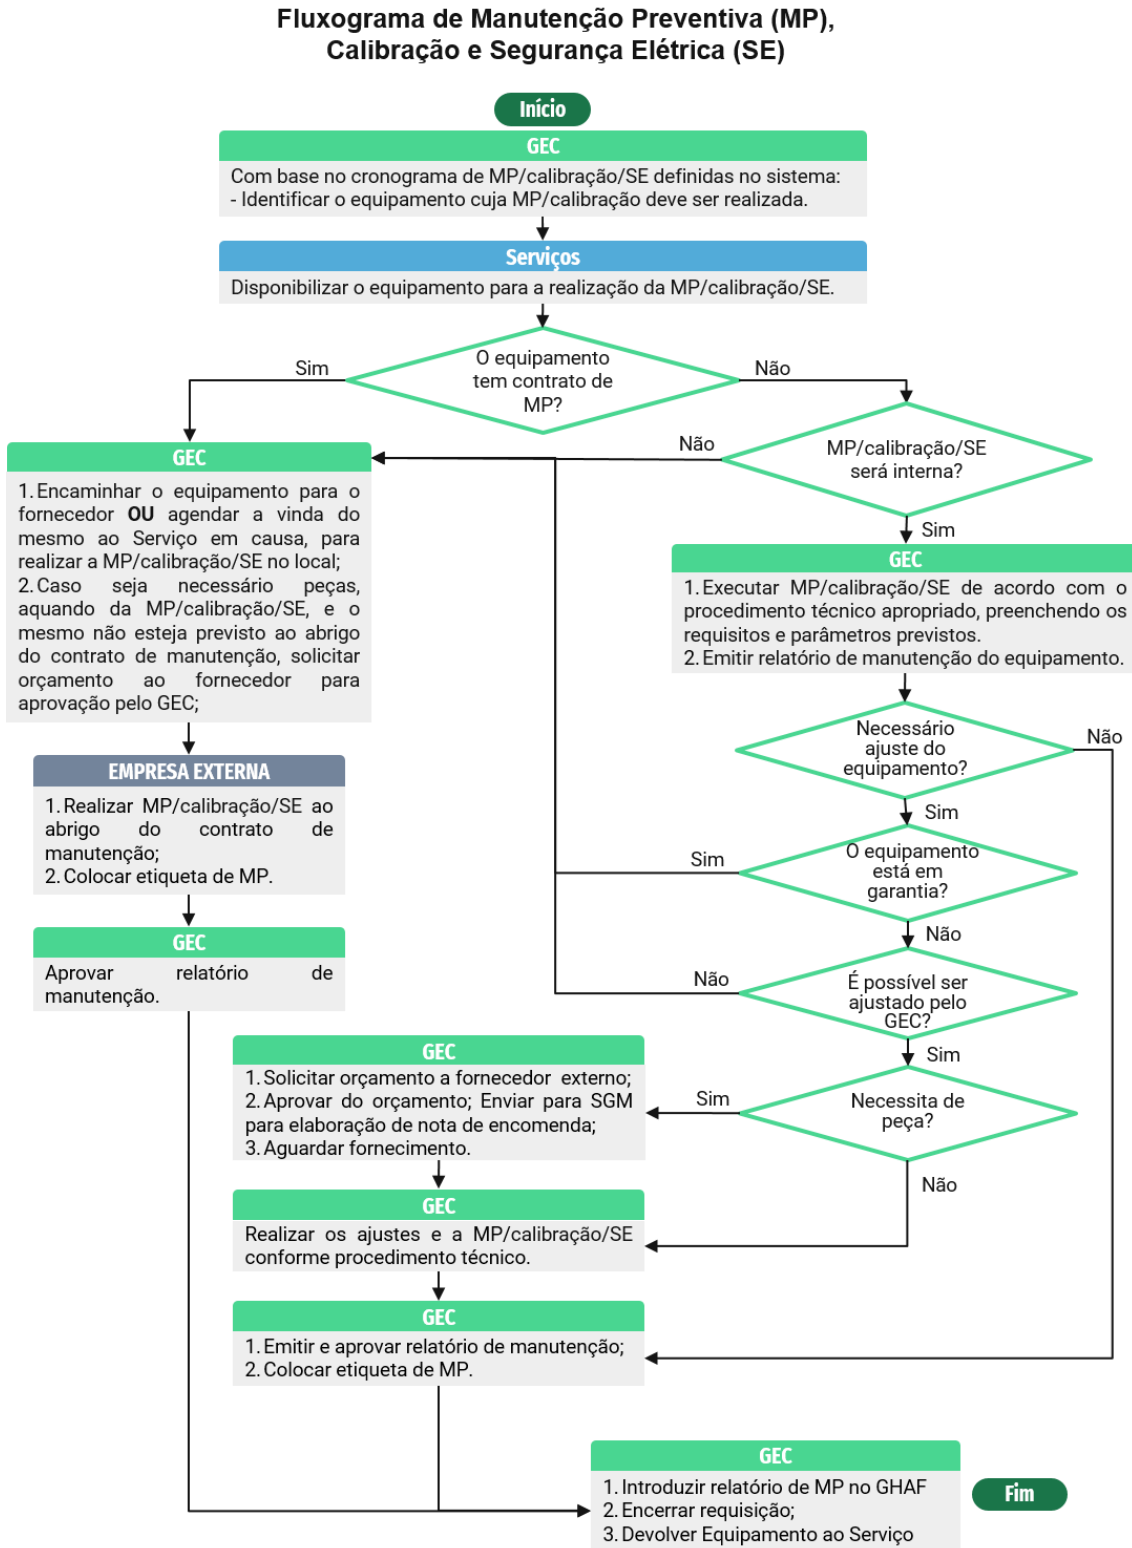 Fluxograma de Manutenção Preventiva (MP),
Calibração e Segurança Elétrica (SE)
Início
GEC
Com base no cronograma de MP/calibração/SE definidas no sistema:
- Identificar o equipamento cuja MP/calibração deve ser realizada.
Serviços
Disponibilizar o equipamento para a realização da MP/calibração/SE.
O equipamento
tem contrato de
MP?
Sim
Não
MP/calibração/SE
será interna?
Não
Sim
GEC
1. Encaminhar o equipamento para o
fornecedor OU agendar a vinda do
mesmo ao Serviço em causa, para
realizar a MP/calibração/SE no local;
2. Caso seja necessário peças,
aquando da MP/calibração/SE, e o
mesmo não esteja previsto ao abrigo
do contrato de manutenção, solicitar
orçamento ao fornecedor para
aprovação pelo GEC;
GEC
1. Executar MP/calibração/SE de acordo com o
procedimento técnico apropriado, preenchendo os
requisitos e parâmetros previstos.
2. Emitir relatório de manutenção do equipamento.
Necessário
ajuste do
equipamento?
Não
Sim
EMPRESA EXTERNA
1. Realizar MP/calibração/SE ao
abrigo do contrato de
manutenção;
2. Colocar etiqueta de MP.
O equipamento
está em
garantia?
Sim
Não
GEC
Aprovar relatório de
manutenção.
É possível ser
ajustado pelo
GEC?
Não
Sim
Necessita de
peça?
Sim
Não
GEC
1. Solicitar orçamento a fornecedor externo;
2. Aprovar do orçamento; Enviar para SGM
para elaboração de nota de encomenda;
3. Aguardar fornecimento.
GEC
Realizar os ajustes e a MP/calibração/SE
conforme procedimento técnico.
GEC
1. Emitir e aprovar relatório de manutenção;
2. Colocar etiqueta de MP.
GEC
1. Introduzir relatório de MP no GHAF
2. Encerrar requisição;
3. Devolver Equipamento ao Serviço
Fim